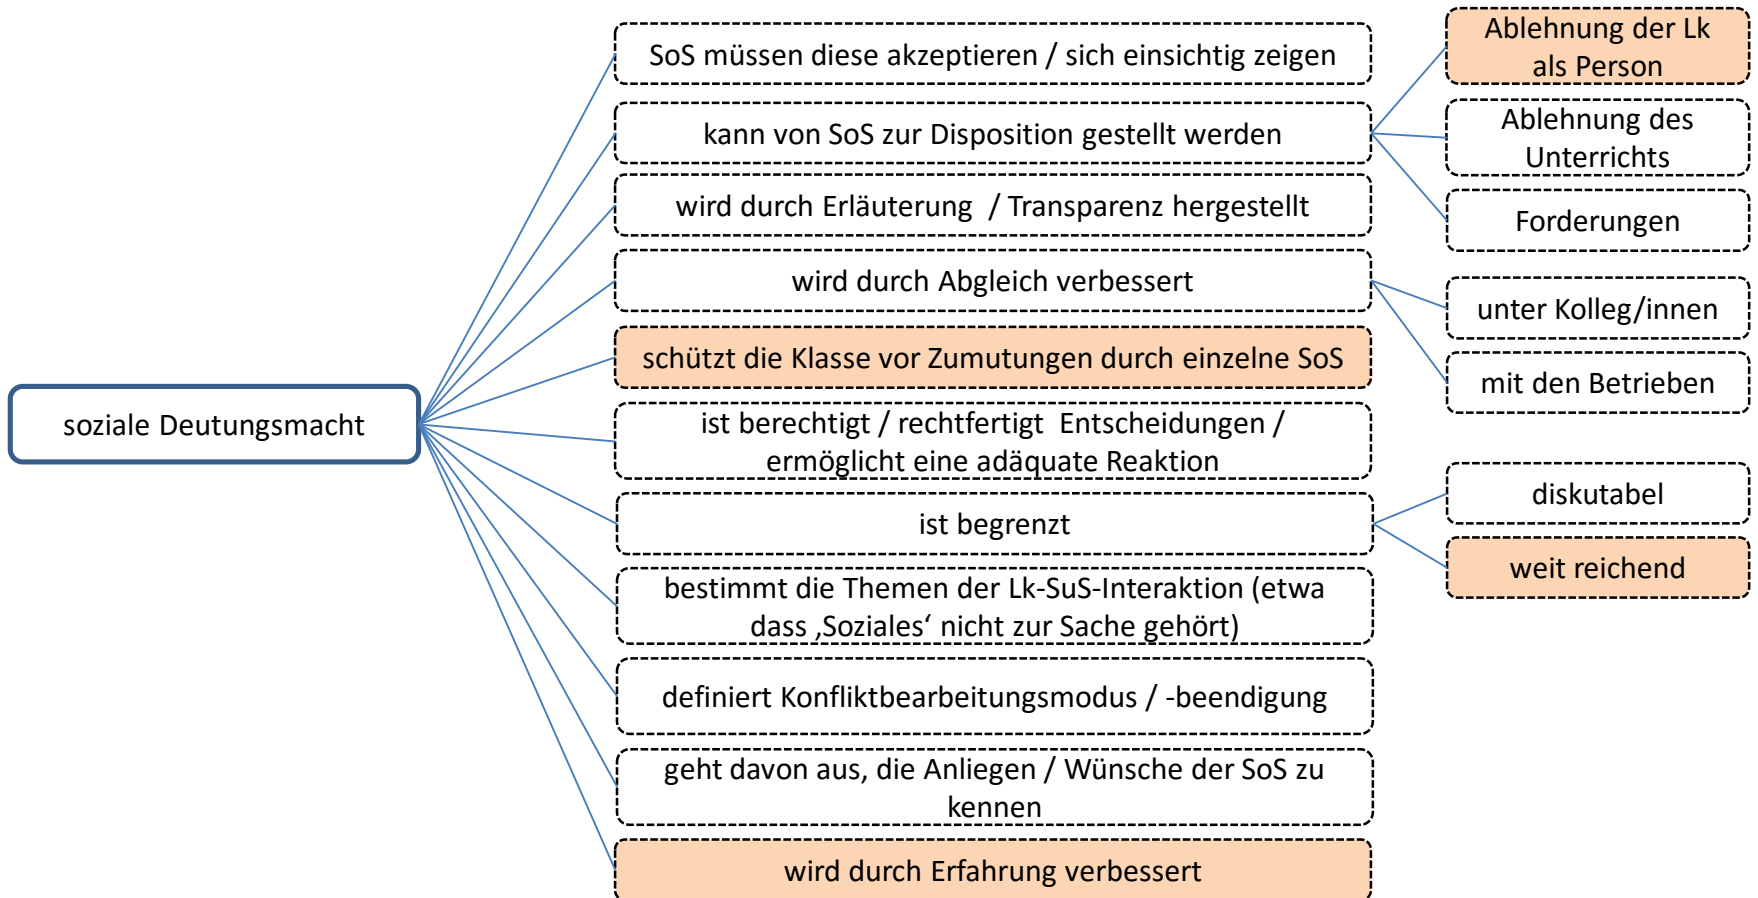 soziale Deutungsmacht
SoS müssen diese akzeptieren / sich einsichtig zeigen
kann von SoS zur Disposition gestellt werden
Ablehnung der Lk
als Person
Ablehnung des
Unterrichts
Forderungen
wird durch Erläuterung / Transparenz hergestellt
wird durch Abgleich verbessert
unter Kolleg/innen
mit den Betrieben
schützt die Klasse vor Zumutungen durch einzelne SoS
ist berechtigt / rechtfertigt Entscheidungen /
ermöglicht eine adäquate Reaktion
ist begrenzt
diskutabel
weit reichend
bestimmt die Themen der Lk-SuS-Interaktion (etwa
dass ‚Soziales‘ nicht zur Sache gehört)
definiert Konfliktbearbeitungsmodus / -beendigung
geht davon aus, die Anliegen / Wünsche der SoS zu
kennen
wird durch Erfahrung verbessert